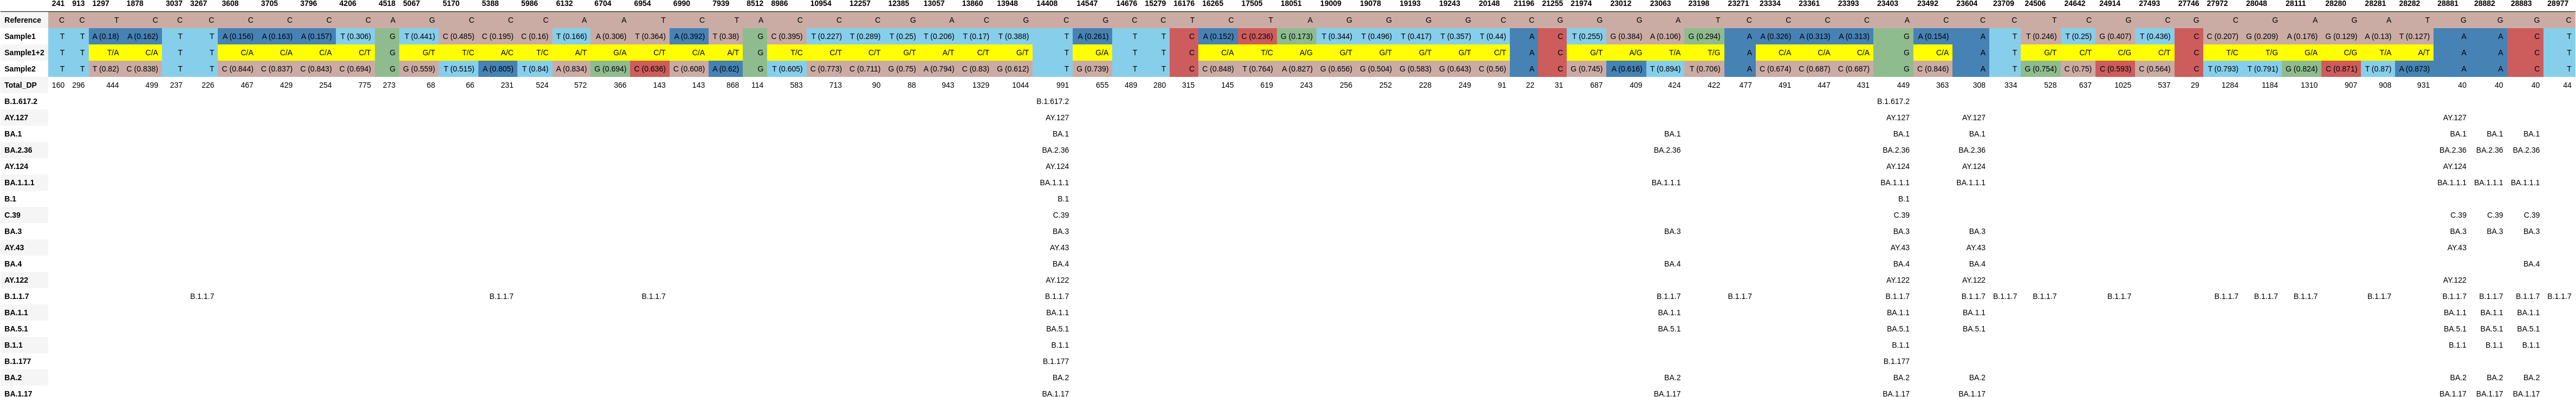 241 913 1297 1878 3037 3267 3608 3705 3796 4206 4518 5067 5170 5388 5986 6132 6704 6954 6990 7939 8512 8986 10954 12257 12385 13057 13860 13948 14408 14547 14676 15279 16176 16265 17505 18051 19009 19078 19193 19243 20148 21196 21255 21974 23012 23063 23198 23271 23334 23361 23393 23403 23492 23604 23709 24506 24642 24914 27493 27746 27972 28048 28111 28280 28281 28282 28881 28882 28883 28977
Reference C C T C C C C C C C A G C C C A A T C T A C C C G A C G C G C C T C T A G G G G C C G G G A T C C C C A C C C T C G C G C G A G A T G G G C
Sample1 T T A (0.18) A (0.162) T T A (0.156) A (0.163) A (0.157) T (0.306) G T (0.441) C (0.485) C (0.195) C (0.16) T (0.166) A (0.306) T (0.364) A (0.392) T (0.38) G C (0.395) T (0.227) T (0.289) T (0.25) T (0.206) T (0.17) T (0.388) T A (0.261) T T C A (0.152) C (0.236) G (0.173) T (0.344) T (0.496) T (0.417) T (0.357) T (0.44) A C T (0.255) G (0.384) A (0.106) G (0.294) A A (0.326) A (0.313) A (0.313) G A (0.154) A T T (0.246) T (0.25) G (0.407) T (0.436) C C (0.207) G (0.209) A (0.176) G (0.129) A (0.13) T (0.127) A A C T
Sample1+2 T T T/A C/A T T C/A C/A C/A C/T G G/T T/C A/C T/C A/T G/A C/T C/A A/T G T/C C/T C/T G/T A/T C/T G/T T G/A T T C C/A T/C A/G G/T G/T G/T G/T C/T A C G/T A/G T/A T/G A C/A C/A C/A G C/A A T G/T C/T C/G C/T C T/C T/G G/A C/G T/A A/T A A C T
Sample2 T T T (0.82) C (0.838) T T C (0.844) C (0.837) C (0.843) C (0.694) G G (0.559) T (0.515) A (0.805) T (0.84) A (0.834) G (0.694) C (0.636) C (0.608) A (0.62) G T (0.605) C (0.773) C (0.711) G (0.75) A (0.794) C (0.83) G (0.612) T G (0.739) T T C C (0.848) T (0.764) A (0.827) G (0.656) G (0.504) G (0.583) G (0.643) C (0.56) A C G (0.745) A (0.616) T (0.894) T (0.706) A C (0.674) C (0.687) C (0.687) G C (0.846) A T G (0.754) C (0.75) C (0.593) C (0.564) C T (0.793) T (0.791) G (0.824) C (0.871) T (0.87) A (0.873) A A C T
Total_DP 160 296 444 499 237 226 467 429 254 775 273 68 66 231 524 572 366 143 143 868 114 583 713 90 88 943 1329 1044 991 655 489 280 315 145 619 243 256 252 228 249 91 22 31 687 409 424 422 477 491 447 431 449 363 308 334 528 637 1025 537 29 1284 1184 1310 907 908 931 40 40 40 44
B.1.617.2 B.1.617.2 B.1.617.2
AY.127 AY.127 AY.127 AY.127 AY.127
BA.1 BA.1 BA.1 BA.1 BA.1 BA.1 BA.1 BA.1
BA.2.36 BA.2.36 BA.2.36 BA.2.36 BA.2.36 BA.2.36 BA.2.36 BA.2.36
AY.124 AY.124 AY.124 AY.124 AY.124
BA.1.1.1 BA.1.1.1 BA.1.1.1 BA.1.1.1 BA.1.1.1 BA.1.1.1 BA.1.1.1 BA.1.1.1
B.1 B.1 B.1
C.39 C.39 C.39 C.39 C.39 C.39
BA.3 BA.3 BA.3 BA.3 BA.3 BA.3 BA.3 BA.3
AY.43 AY.43 AY.43 AY.43 AY.43
BA.4 BA.4 BA.4 BA.4 BA.4 BA.4
AY.122 AY.122 AY.122 AY.122 AY.122
B.1.1.7 B.1.1.7 B.1.1.7 B.1.1.7 B.1.1.7 B.1.1.7 B.1.1.7 B.1.1.7 B.1.1.7 B.1.1.7 B.1.1.7 B.1.1.7 B.1.1.7 B.1.1.7 B.1.1.7 B.1.1.7 B.1.1.7 B.1.1.7 B.1.1.7 B.1.1.7
BA.1.1 BA.1.1 BA.1.1 BA.1.1 BA.1.1 BA.1.1 BA.1.1 BA.1.1
BA.5.1 BA.5.1 BA.5.1 BA.5.1 BA.5.1 BA.5.1 BA.5.1 BA.5.1
B.1.1 B.1.1 B.1.1 B.1.1 B.1.1 B.1.1
B.1.177 B.1.177 B.1.177
BA.2 BA.2 BA.2 BA.2 BA.2 BA.2 BA.2 BA.2
BA.1.17 BA.1.17 BA.1.17 BA.1.17 BA.1.17 BA.1.17 BA.1.17 BA.1.17